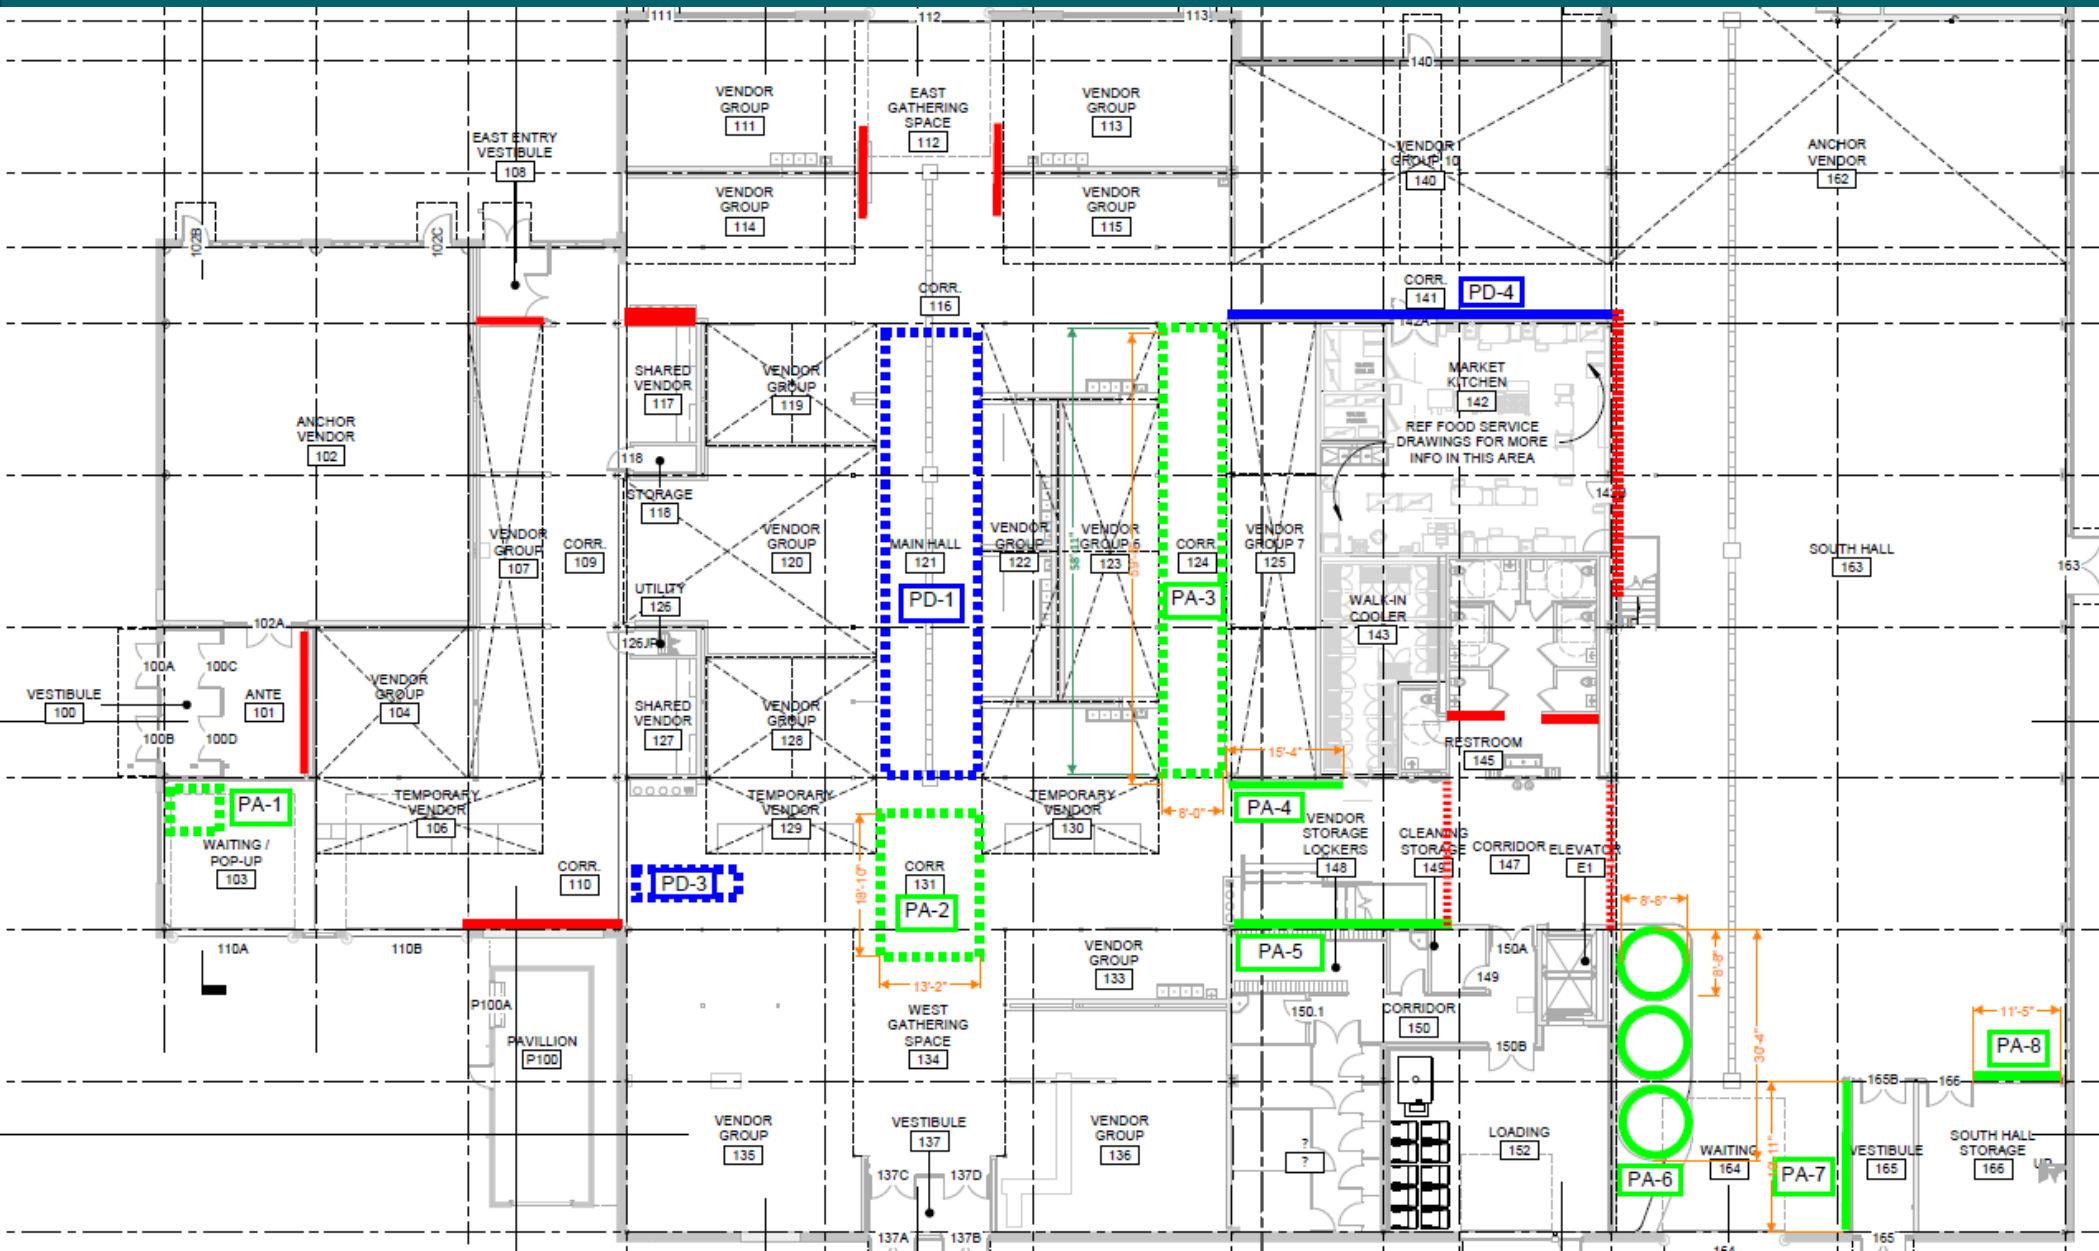 111
112
113
140
VENDOR
GROUP
111
EAST
GATHERING
SPACE
112
VENDOR
GROUP
113
EAST ENTRY
VESTIBULE
108
VENDOR
GROUP 10
140
ANCHOR
VENDOR
162
VENDOR
GROUP
114
VENDOR
GROUP
115
102B
102C
CORR.
116
CORR.
141
PD-4
142A
SHARED
VENDOR
117
VENDOR
GROUP
119
MARKET
KITCHEN
142
REF FOOD SERVICE
DRAWINGS FOR MORE
INFO IN THIS AREA
ANCHOR
VENDOR
102
118
STORAGE
118
VENDOR
GROUP
107
CORR.
109
VENDOR
GROUP
120
MAIN HALL
121
PD-1
VENDOR
GROUP
122
58'-11"
VENDOR
GROUP 6
123
CORR.
124
PA-3
VENDOR
GROUP 7
125
SOUTH HALL
163
163
UTILITY
126
126JP
WALK-IN
COOLER
143
102A
100A
100C
VESTIBULE
100
ANTE
101
100B
100D
VENDOR
GROUP
104
SHARED
VENDOR
127
VENDOR
GROUP
128
RESTROOM
145
15'-4"
PA-1
WAITING /
POP-UP
103
TEMPORARY
VENDOR
106
TEMPORARY
VENDOR
129
TEMPORARY
VENDOR
130
8'-0"
PA-4
VENDOR
STORAGE
LOCKERS
148
CLEANING
STORAGE
149
CORRIDOR
147
ELEVATOR
E1
CORR.
110
PD-3
18'-10"
CORR
131
PA-2
8'-8"
110A
110B
13'-2"
VENDOR
GROUP
133
PA-5
150A
149
8'-8"
30'-4"
P100A
PAVILLION
P100
WEST
GATHERING
SPACE
134
150.1
CORRIDOR
150
150B
11'-5"
PA-8
165B
166
VENDOR
GROUP
135
VESTIBULE
137
VENDOR
GROUP
136
?
?
LOADING
152
WAITING
164
PA-6
PA-7
VESTIBULE
165
SOUTH HALL
STORAGE
166
UP
137C
137D
137A
137B
165